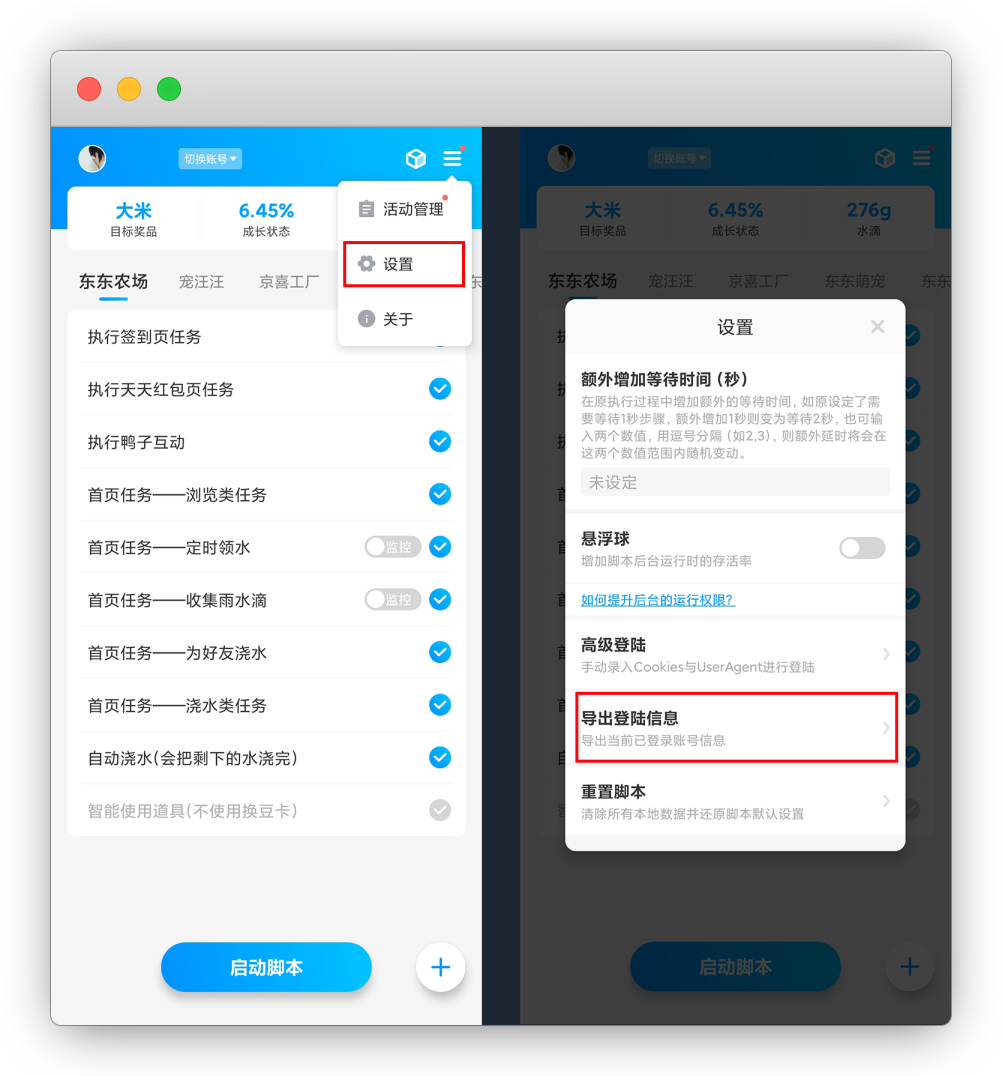 切换账号
大米
目标奖品
6.45%
成长状态
活动管理
设置
关于
东东农场
宠汪汪
京喜工厂
东
执行签到页任务
执行天天红包页任务
执行鸭子互动
首页任务——浏览类任务
首页任务——定时领水
监控
首页任务——收集雨水滴
监控
首页任务——为好友浇水
首页任务——浇水类任务
自动浇水(会把剩下的水浇完)
智能使用道具(不使用换豆卡)
启动脚本
切换账号
大米
目标奖品
6.45%
成长状态
276g
水滴
东东农场
宠汪汪
京喜工厂
东东萌宠
东东
设置
额外增加等待时间（秒）
在原执行过程中增加额外的等待时间, 如原设定了需
要等待1秒步骤, 额外增加1秒则变为等待2秒, 也可输
入两个数值, 用逗号分隔 (如2,3), 则额外延时将会在
这两个数值范围内随机变动。
未设定
悬浮球
增加脚本后台运行时的存活率
如何提升后台的运行权限?
高级登陆
手动录入Cookies与UserAgent进行登陆
导出登陆信息
导出当前已登录账号信息
重置脚本
清除所有本地数据并还原脚本默认设置
启动脚本